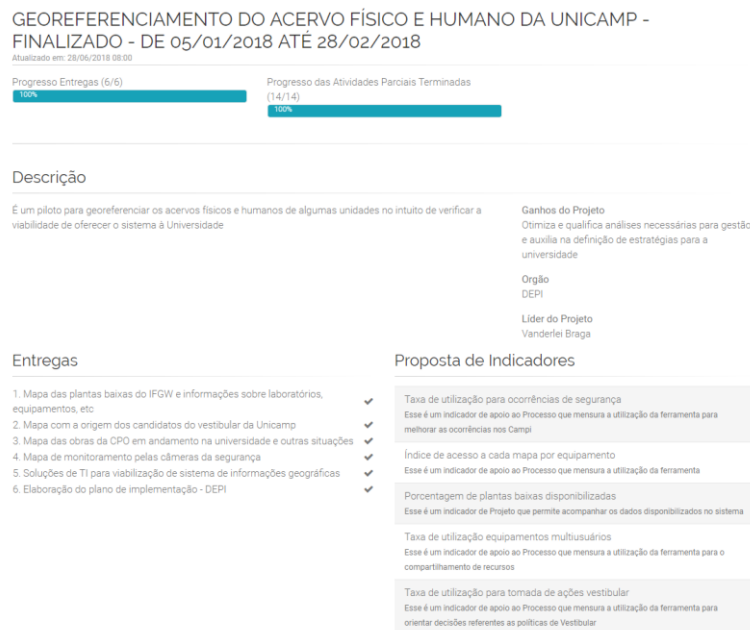 GEOREFERENCIAMENTO DO ACERVO FÍSICO E HUMANO DA UNICAMP -
FINALIZADO - DE 05/01/2018 ATÉ 28/02/2018
Atualizado em: 28/06/2018 08:00
Progresso Entregas (6/6)
100%
Progresso das Atividades Parciais Terminadas
(14/14)
100%
Descrição
É um piloto para georeferenciar os acervos físicos e humanos de algumas unidades no intuito de verificar a
viabilidade de oferecer o sistema à Universidade
Ganhos do Projeto
Otimiza e qualifica análises necessárias para gestão
e auxilia na definição de estratégias para a
universidade
Orgão
DEPI
Líder do Projeto
Vanderlei Braga
Entregas
1. Mapa das plantas baixas do IFGW e informações sobre laboratórios,
equipamentos, etc
2. Mapa com a origem dos candidatos do vestibular da Unicamp
3. Mapa das obras da CPO em andamento na universidade e outras situações
4. Mapa de monitoramento pelas câmeras da segurança
5. Soluções de TI para viabilização de sistema de informações geográficas
6. Elaboração do plano de implementação - DEPI
Proposta de Indicadores
Taxa de utilização para ocorrências de segurança
Esse é um indicador de apoio ao Processo que mensura a utilização da ferramenta para
melhorar as ocorrências nos Campi
Índice de acesso a cada mapa por equipamento
Esse é um indicador de apoio ao Processo que mensura a utilização da ferramenta
Porcentagem de plantas baixas disponibilizadas
Esse é um indicador de Projeto que permite acompanhar os dados disponibilizados no sistema
Taxa de utilização equipamentos multiusuários
Esse é um indicador de apoio ao Processo que mensura a utilização da ferramenta para o
compartilhamento de recursos
Taxa de utilização para tomada de ações vestibular
Esse é um indicador de apoio ao Processo que mensura a utilização da ferramenta para
orientar decisões referentes as políticas de Vestibular